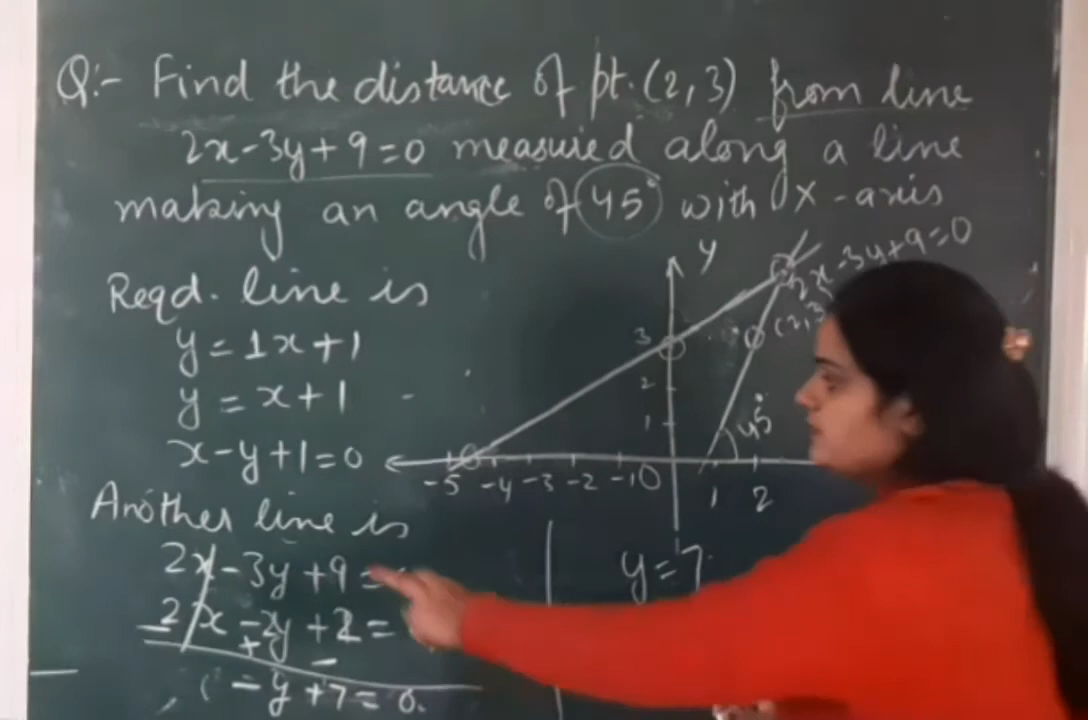 Q:- Find the distance of pt. (2,3) from line
2x-3y+9=0 measured along a line
making an angle of 45° with X-axis
Reqd. line is
y=1x+1
y=x+1
x-y+1=0
Another line is
2x-3y+9=
-2x-2y+2=
+ -
-y+7=0.
y
2x-3y+9=0
3
(2,3
2
1
45°
-5 -4 -3 -2 -1 0 1 2
y=7